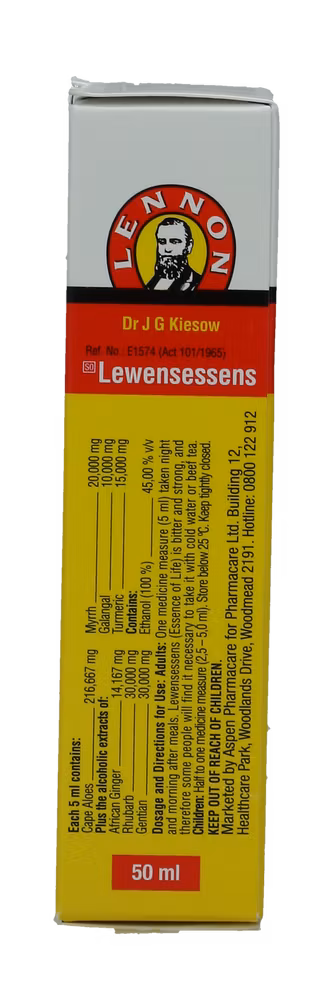 LENNON
Dr J G Kiesow
Ref. No.: E1574 (Act 101/1965)
S0 Lewensessens
Each 5 ml contains:
Cape Aloes 216,667 mg
Plus the alcoholic extracts of:
African Ginger 14,167 mg
Rhubarb 30,000 mg
Gentian 30,000 mg
Myrrh 20,000 mg
Galangal 10,000 mg
Turmeric 15,000 mg
Contains:
Ethanol (100 %) 45,00 % v/v
Dosage and Directions for Use: Adults: One medicine measure (5 ml) taken night
and morning after meals. Lewensessens (Essence of Life) is bitter and strong, and
therefore some people will find it necessary to take it with cold water or beef tea.
Children: Half to one medicine measure (2,5 – 5,0 ml). Store below 25 °C. Keep tightly closed.
KEEP OUT OF REACH OF CHILDREN.
Marketed by Aspen Pharmacare for Pharmacare Ltd. Building 12,
Healthcare Park, Woodlands Drive, Woodmead 2191. Hotline: 0800 122 912
50 ml